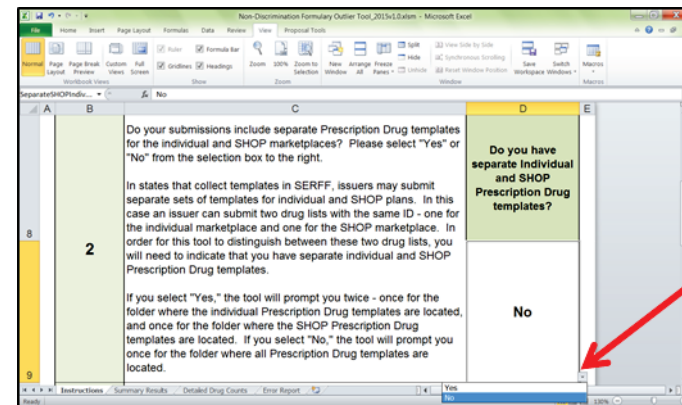 Non-Discrimination Formulary Outlier Tool_2015v1.0.xlsm - Microsoft Excel
File Home Insert Page Layout Formulas Data Review View Proposal Tools
Normal Page Layout Page Break Preview Custom Views Full Screen
Workbook Views
Ruler Formula Bar
Gridlines Headings
Show
Zoom 100% Zoom to Selection
Zoom
New Window Arrange All Freeze Panes
Split
Hide
Unhide
View Side by Side
Synchronous Scrolling
Reset Window Position
Window
Save Workspace Switch Windows
Macros
Macros
SeparateSHOPIndiv... fx No
A B C D E
8
Do your submissions include separate Prescription Drug templates
for the individual and SHOP marketplaces? Please select "Yes" or
"No" from the selection box to the right.
In states that collect templates in SERFF, issuers may submit
separate sets of templates for individual and SHOP plans. In this
case an issuer can submit two drug lists with the same ID - one for
the individual marketplace and one for the SHOP marketplace. In
order for this tool to distinguish between these two drug lists, you
will need to indicate that you have separate individual and SHOP
Prescription Drug templates.
If you select "Yes," the tool will prompt you twice - once for the
folder where the individual Prescription Drug templates are located,
and once for the folder where the SHOP Prescription Drug
templates are located. If you select "No," the tool will prompt you
once for the folder where all Prescription Drug templates are
located.
2
Do you have
separate Individual
and SHOP
Prescription Drug
templates?
No
9
Yes
No
Instructions Summary Results Detailed Drug Counts Error Report
Ready 130%